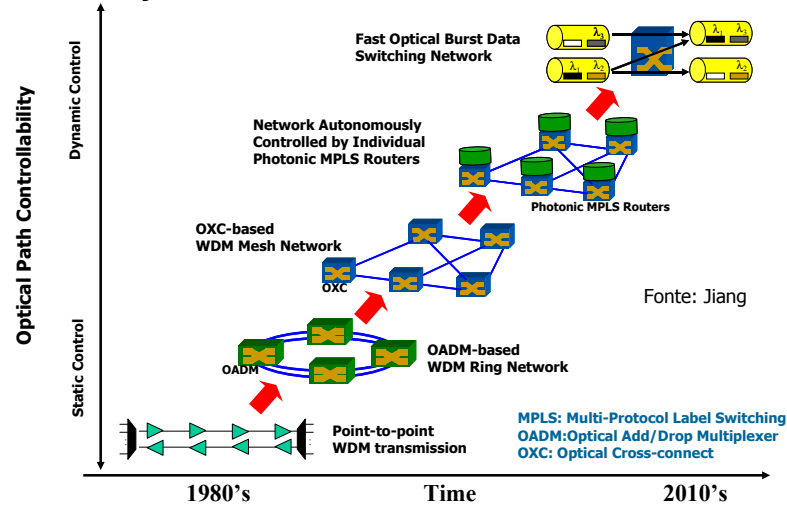 Fast Optical Burst Data
Switching Network
λ3
λ1 λ3
λ1 λ2
λ2
Dynamic Control
Optical Path Controllability
Static Control
Network Autonomously
Controlled by Individual
Photonic MPLS Routers
Photonic MPLS Routers
OXC-based
WDM Mesh Network
OXC
Fonte: Jiang
OADM
OADM-based
WDM Ring Network
Point-to-point
WDM transmission
MPLS: Multi-Protocol Label Switching
OADM:Optical Add/Drop Multiplexer
OXC: Optical Cross-connect
1980's Time 2010's